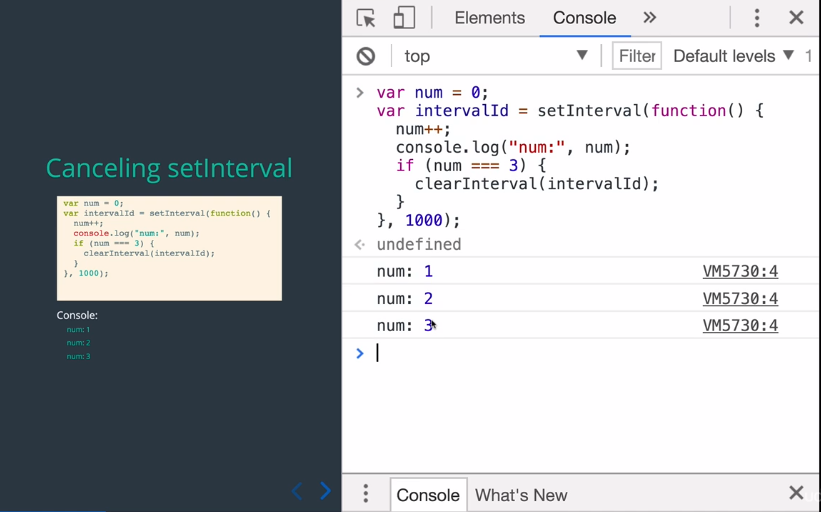 Canceling setInterval
var num = 0;
var intervalId = setInterval(function() {
  num++;
  console.log("num:", num);
  if (num === 3) {
    clearInterval(intervalId);
  }
}, 1000);
Console:
num: 1
num: 2
num: 3
Elements Console »
top Filter Default levels ▼ 1
> var num = 0;
var intervalId = setInterval(function() {
  num++;
  console.log("num:", num);
  if (num === 3) {
    clearInterval(intervalId);
  }
}, 1000);
undefined
num: 1 VM5730:4
num: 2 VM5730:4
num: 3 VM5730:4
>
Console What's New